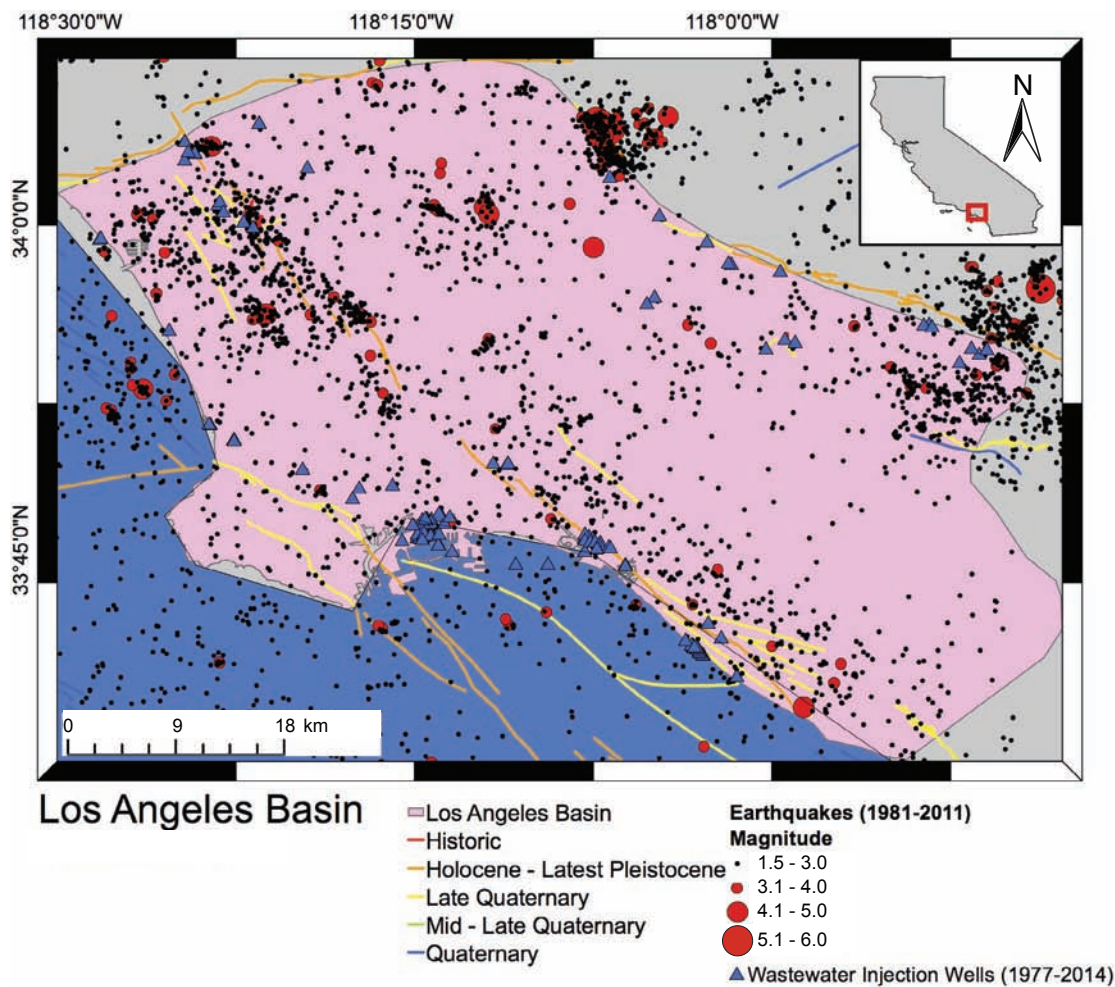 118°30'0"W 118°15'0"W 118°0'0"W
N
34°0'0"N
33°45'0"N
0 9 18 km
Los Angeles Basin
Los Angeles Basin
Historic
Holocene - Latest Pleistocene
Late Quaternary
Mid - Late Quaternary
Quaternary
Earthquakes (1981-2011)
Magnitude
1.5 - 3.0
3.1 - 4.0
4.1 - 5.0
5.1 - 6.0
Wastewater Injection Wells (1977-2014)